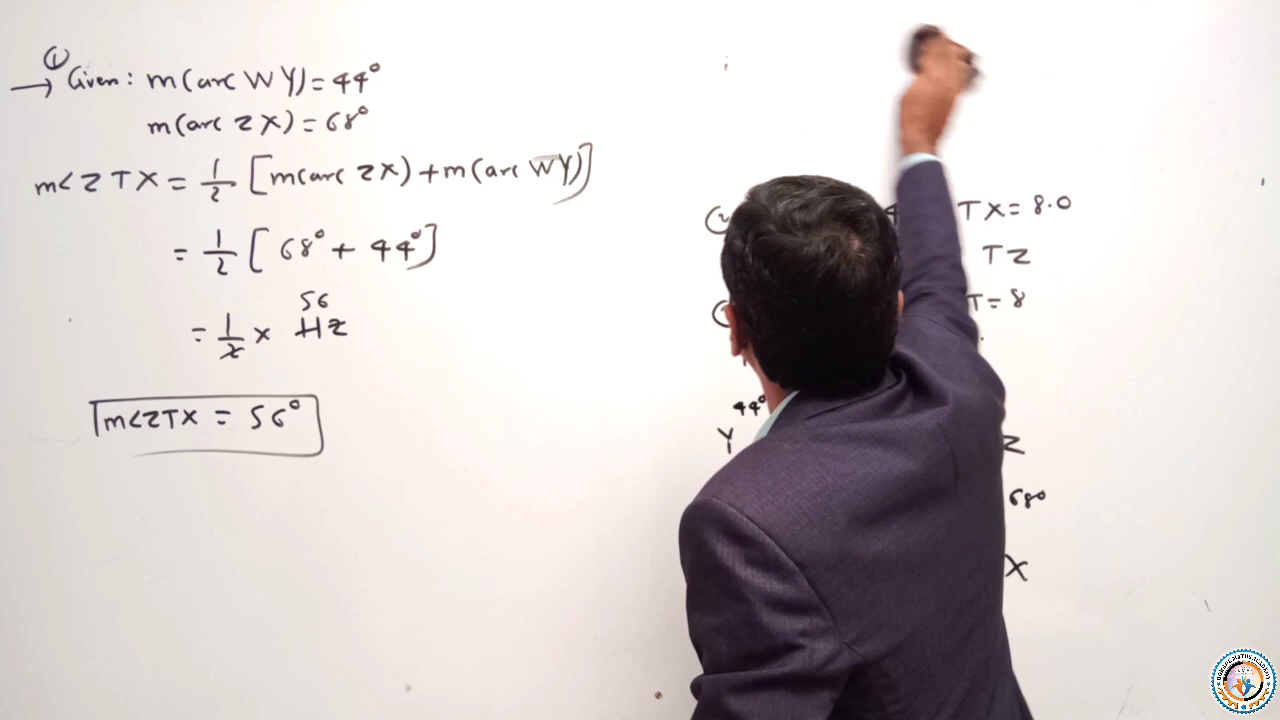 ①
→ Given: m(arc WY) = 44°
m(arc ZX) = 68°
m∠ZTX = 1/2 [m(arc ZX) + m(arc WY)]
= 1/2 [68° + 44°]
56
= 1/2 × 112
m∠ZTX = 56°
TX = 8.0
TZ
T = 8
44°
Y
Z
68°
X